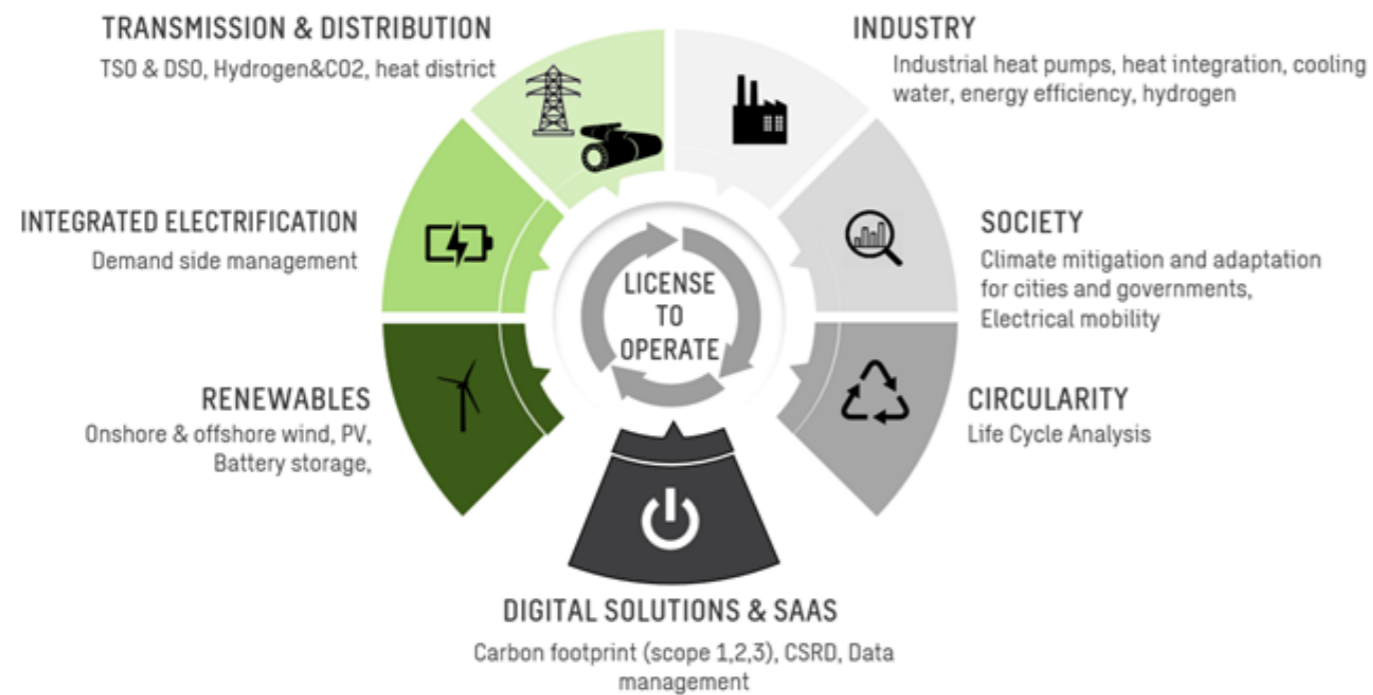 TRANSMISSION & DISTRIBUTION
TSO & DSO, Hydrogen&CO2, heat district
INDUSTRY
Industrial heat pumps, heat integration, cooling
water, energy efficiency, hydrogen
INTEGRATED ELECTRIFICATION
Demand side management
SOCIETY
Climate mitigation and adaptation
for cities and governments,
Electrical mobility
LICENSE
TO
OPERATE
RENEWABLES
Onshore & offshore wind, PV,
Battery storage,
CIRCULARITY
Life Cycle Analysis
DIGITAL SOLUTIONS & SAAS
Carbon footprint (scope 1,2,3), CSRD, Data
management